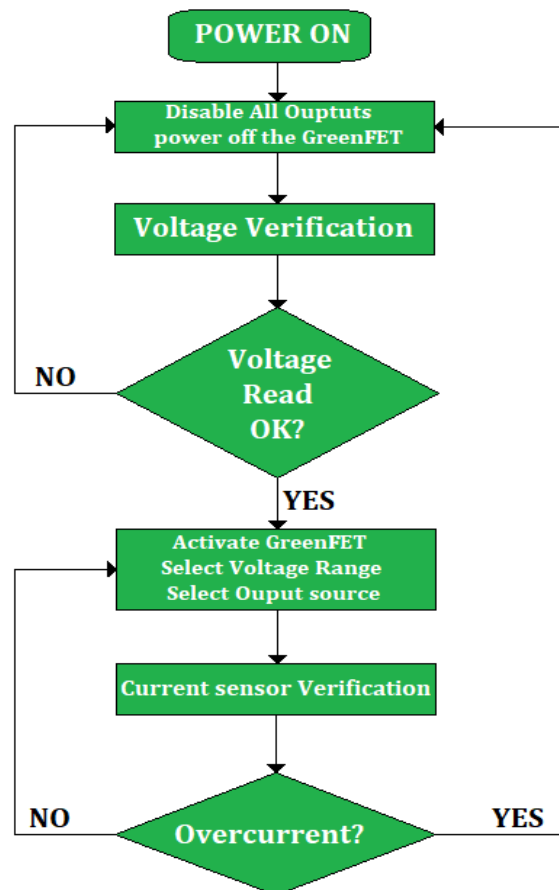 POWER ON
Disable All Ouptuts
power off the GreenFET
Voltage Verification
Voltage
Read
OK?
NO
YES
Activate GreenFET
Select Voltage Range
Select Ouput source
Current sensor Verification
Overcurrent?
NO
YES